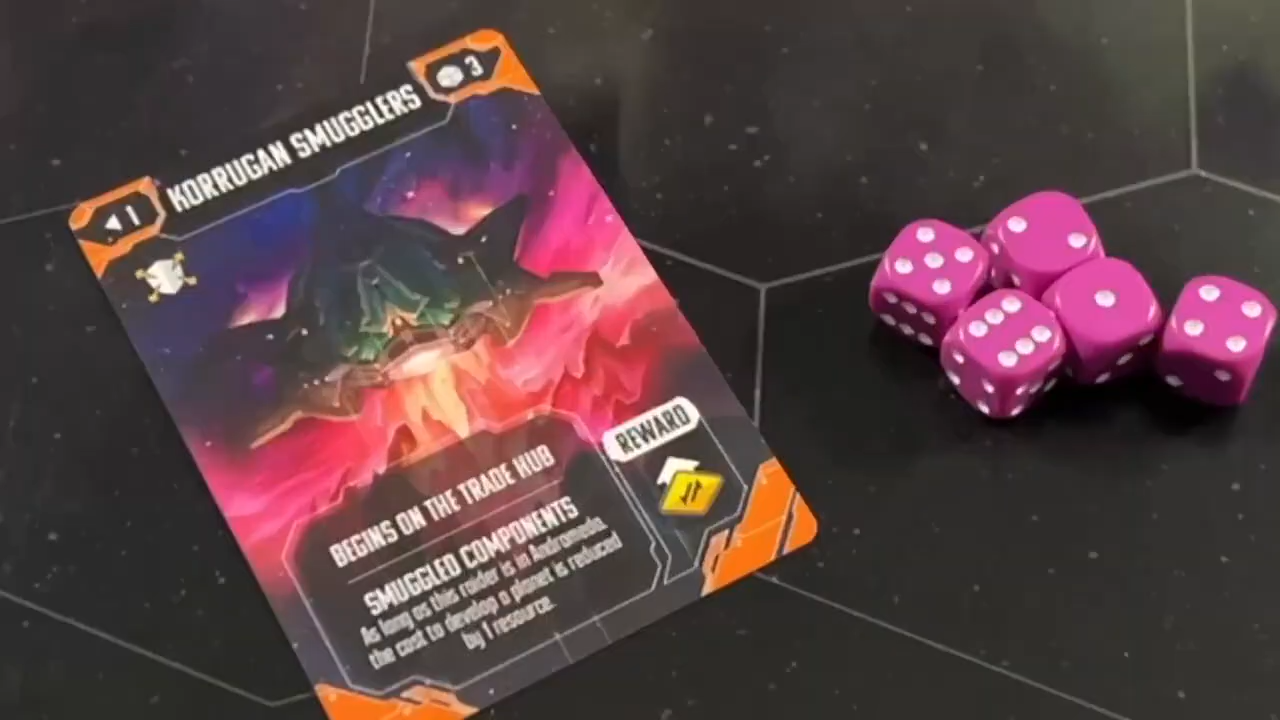 3
KORRUGAN SMUGGLERS
1
REWARD
BEGINS ON THE TRADE HUB
SMUGGLED COMPONENTS
As long as this raider is in Andromeda,
the cost to develop a planet is reduced
by 1 resource.